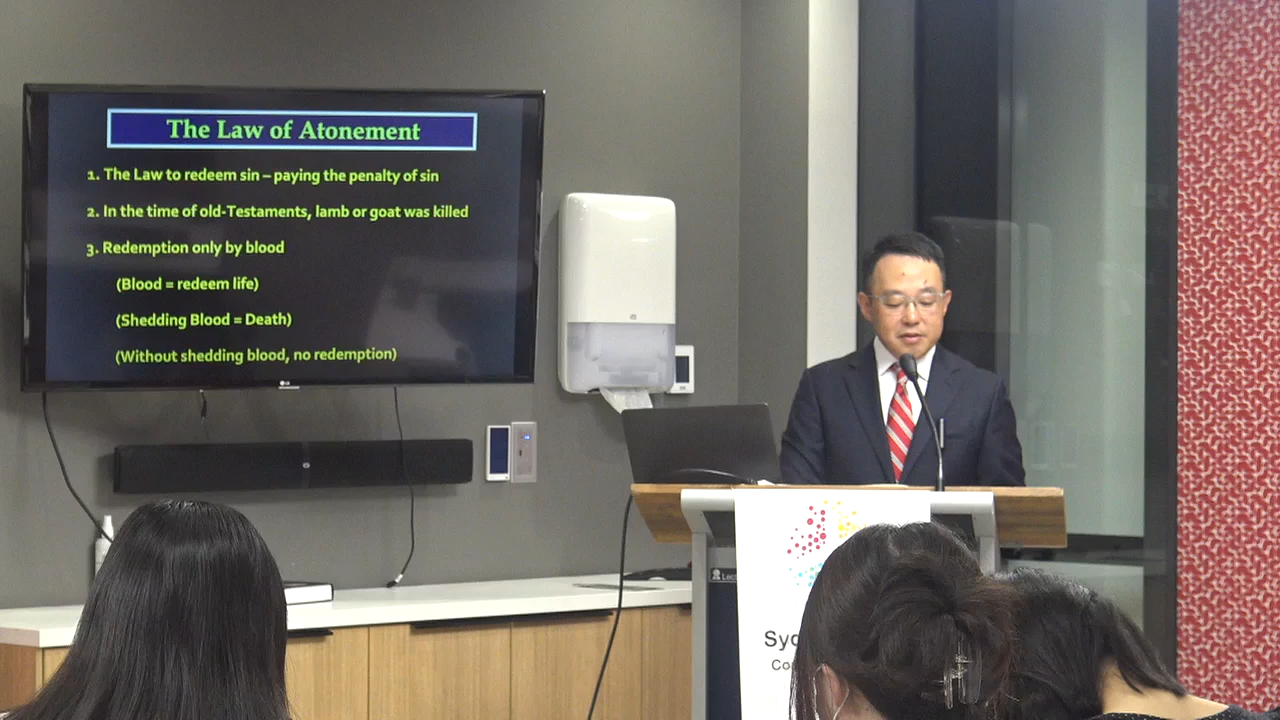 The Law of Atonement
1. The Law to redeem sin – paying the penalty of sin
2. In the time of old-Testaments, lamb or goat was killed
3. Redemption only by blood
(Blood = redeem life)
(Shedding Blood = Death)
(Without shedding blood, no redemption)
LG